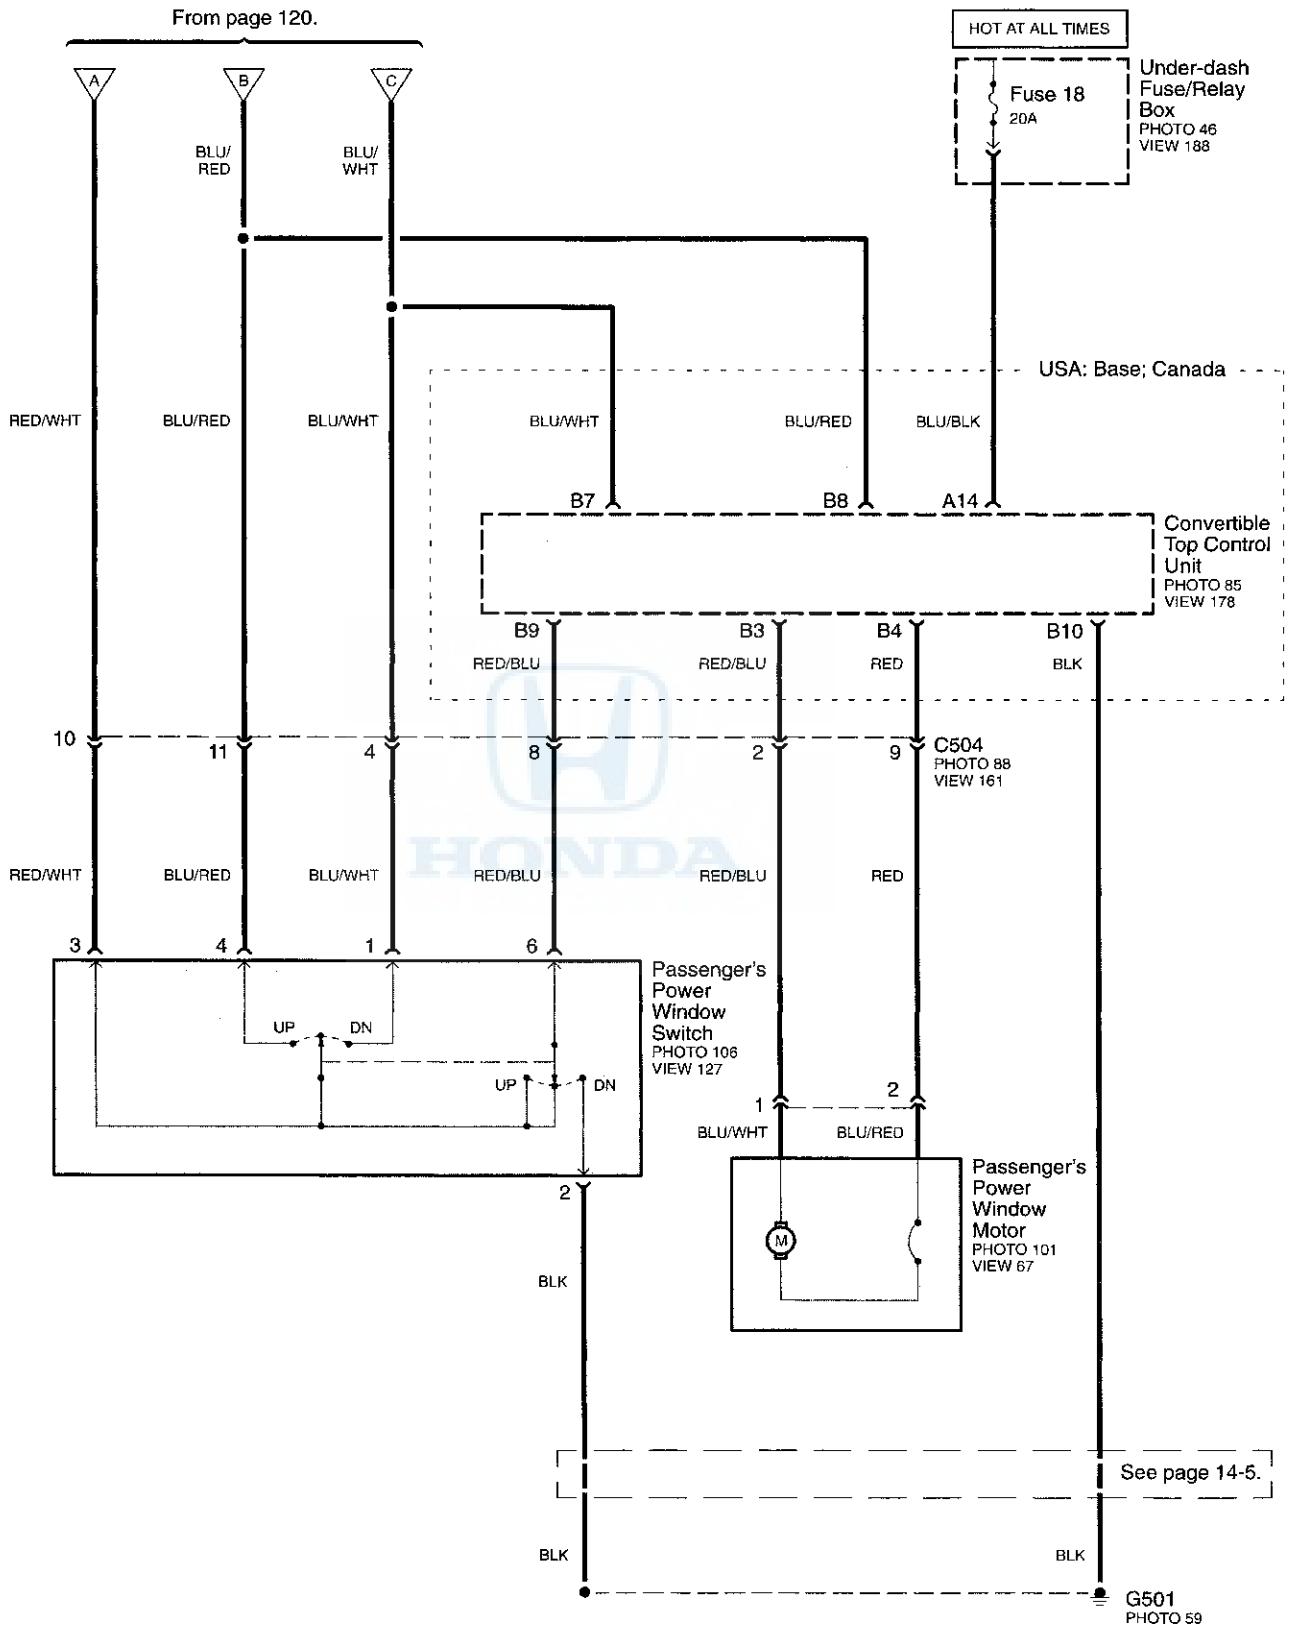 From page 120.
HOT AT ALL TIMES
A
B
C
Under-dash
Fuse/Relay
Box
PHOTO 46
VIEW 188
Fuse 18
20A
BLU/
RED
BLU/
WHT
USA: Base; Canada
RED/WHT
BLU/RED
BLU/WHT
BLU/WHT
BLU/RED
BLU/BLK
B7
B8
A14
Convertible
Top Control
Unit
PHOTO 85
VIEW 178
B9
B3
B4
B10
RED/BLU
RED/BLU
RED
BLK
10
11
4
8
2
9
C504
PHOTO 88
VIEW 161
HONDA
RED/WHT
BLU/RED
BLU/WHT
RED/BLU
RED/BLU
RED
3
4
1
6
Passenger's
Power
Window
Switch
PHOTO 106
VIEW 127
UP
DN
UP
DN
1
2
BLU/WHT
BLU/RED
2
Passenger's
Power
Window
Motor
PHOTO 101
VIEW 67
M
BLK
See page 14-5.
BLK
BLK
G501
PHOTO 59